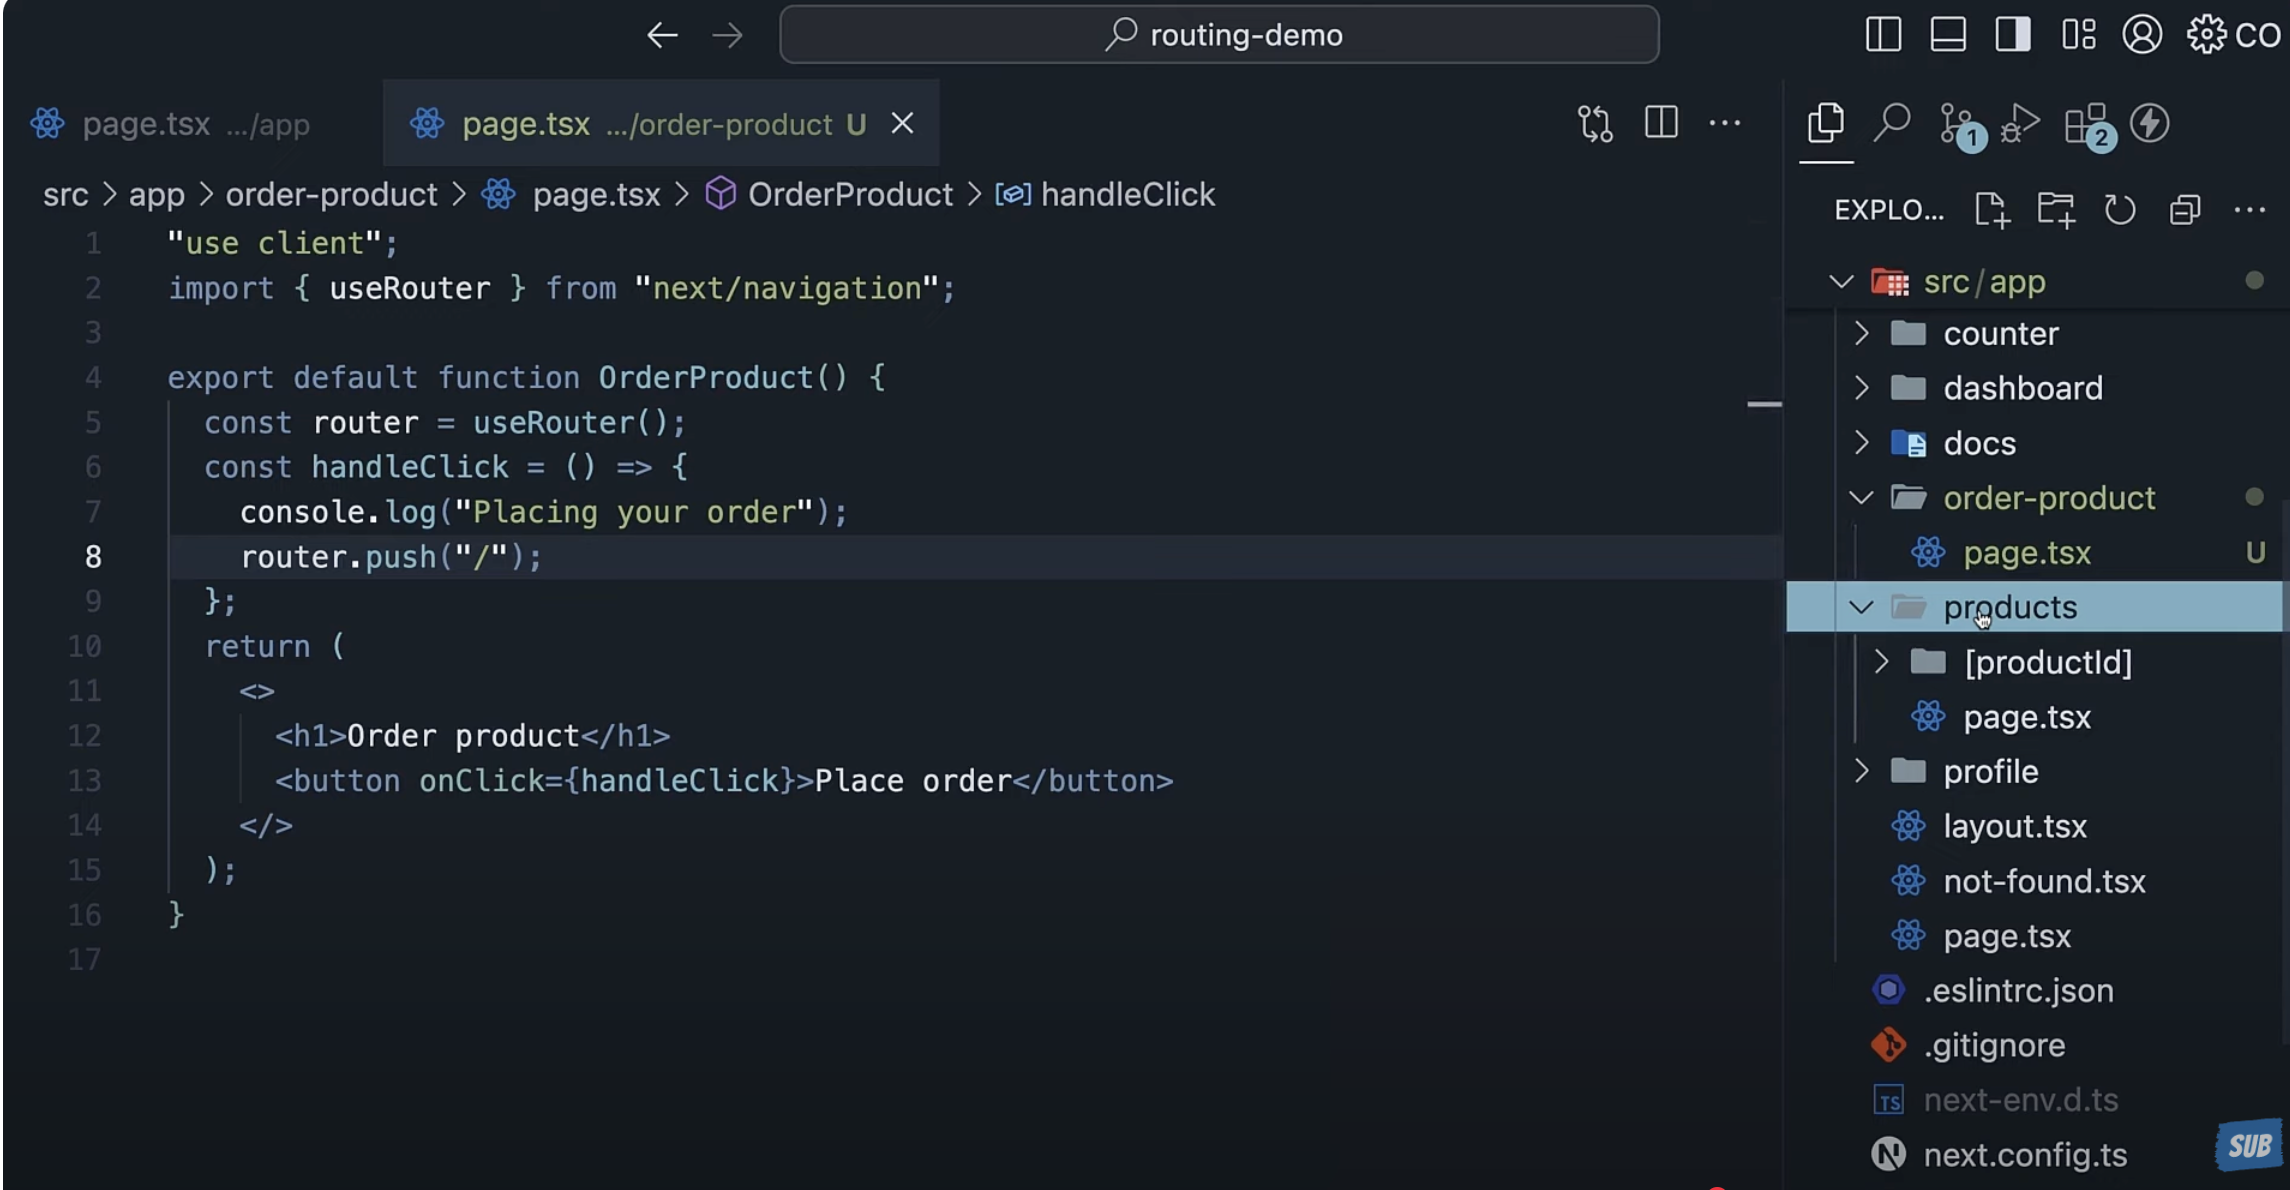 routing-demo
CO
page.tsx .../app
page.tsx .../order-product U
1
2
src > app > order-product > page.tsx > OrderProduct > handleClick
EXPLO...
1 "use client";
2 import { useRouter } from "next/navigation";
3
4 export default function OrderProduct() {
5 const router = useRouter();
6 const handleClick = () => {
7 console.log("Placing your order");
8 router.push("/");
9 };
10 return (
11 <>
12 <h1>Order product</h1>
13 <button onClick={handleClick}>Place order</button>
14 </>
15 );
16 }
17
src/app
counter
dashboard
docs
order-product
page.tsx U
products
[productId]
page.tsx
profile
layout.tsx
not-found.tsx
page.tsx
.eslintrc.json
.gitignore
TS next-env.d.ts
N next.config.ts
SUB